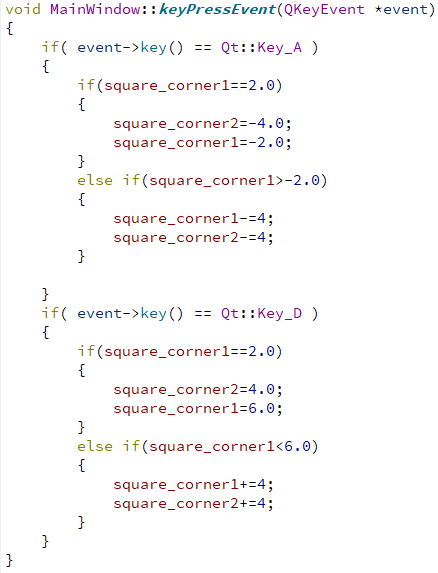 void MainWindow::keyPressEvent(QKeyEvent *event)
{
    if( event->key() == Qt::Key_A )
    {
        if(square_corner1==2.0)
        {
            square_corner2=-4.0;
            square_corner1=-2.0;
        }
        else if(square_corner1>-2.0)
        {
            square_corner1-=4;
            square_corner2-=4;
        }

    }
    if( event->key() == Qt::Key_D )
    {
        if(square_corner1==2.0)
        {
            square_corner2=4.0;
            square_corner1=6.0;
        }
        else if(square_corner1<6.0)
        {
            square_corner1+=4;
            square_corner2+=4;
        }
    }
}